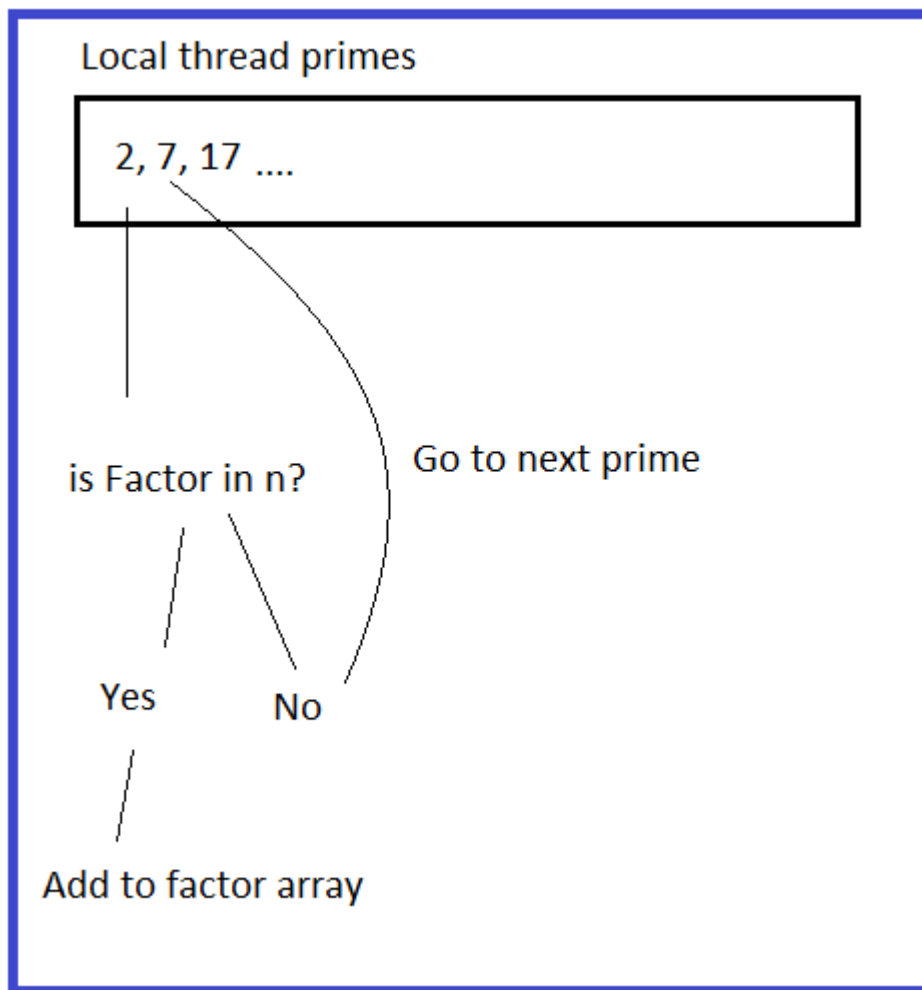 Local thread primes
2, 7, 17 ....
Go to next prime
is Factor in n?
Yes
No
Add to factor array